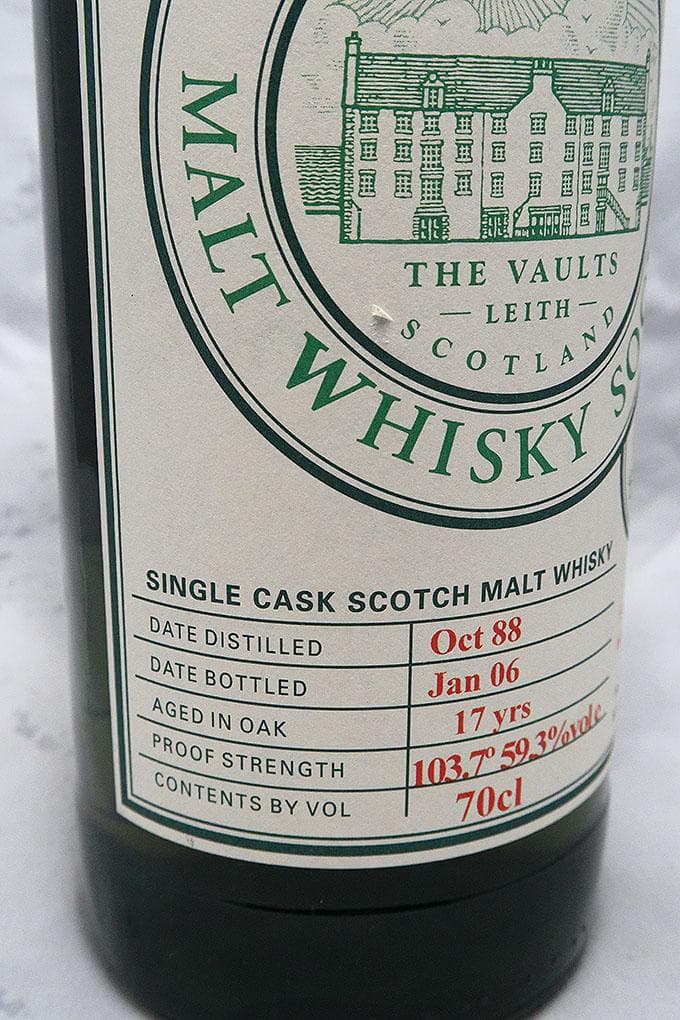 MALT WHISKY SO
THE VAULTS
— LEITH —
SCOTLAND
SINGLE CASK SCOTCH MALT WHISKY
DATE DISTILLED Oct 88
DATE BOTTLED Jan 06
AGED IN OAK 17 yrs
PROOF STRENGTH 103.7º 59.3%vol e
CONTENTS BY VOL 70cl